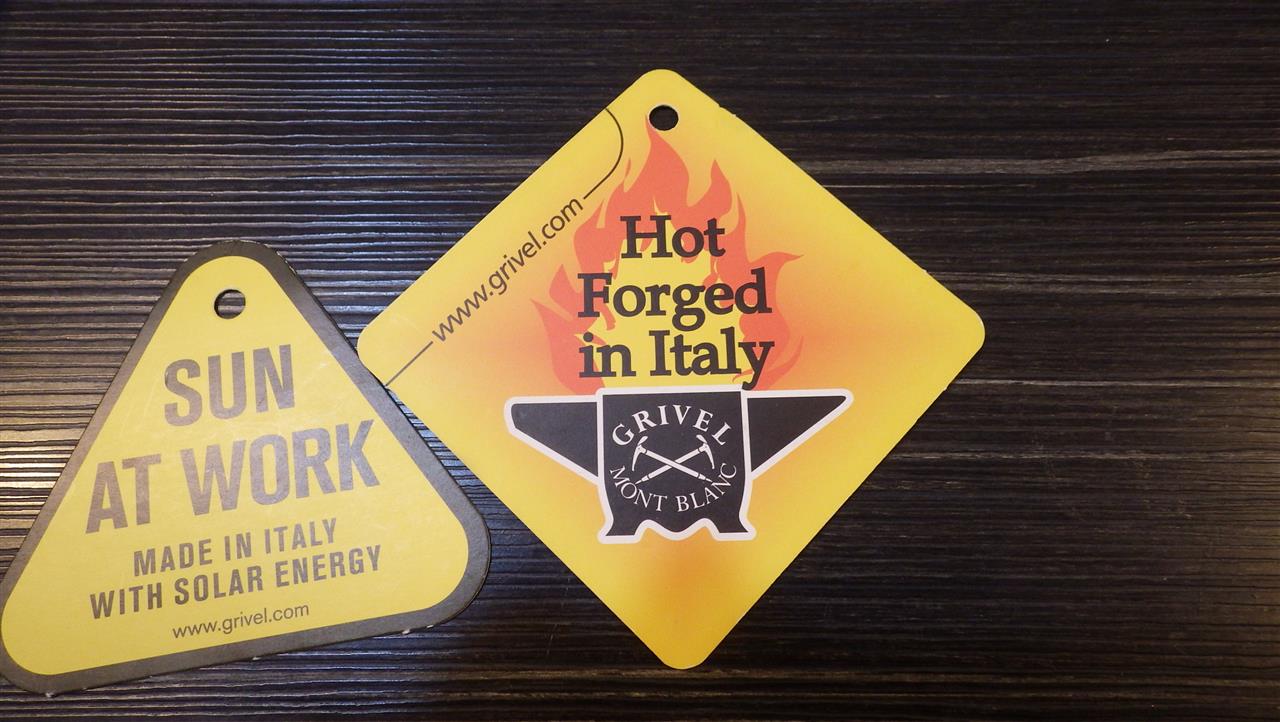 SUN
AT WORK
MADE IN ITALY
WITH SOLAR ENERGY
www.grivel.com
www.grivel.com
Hot
Forged
in Italy
GRIVEL
MONT BLANC